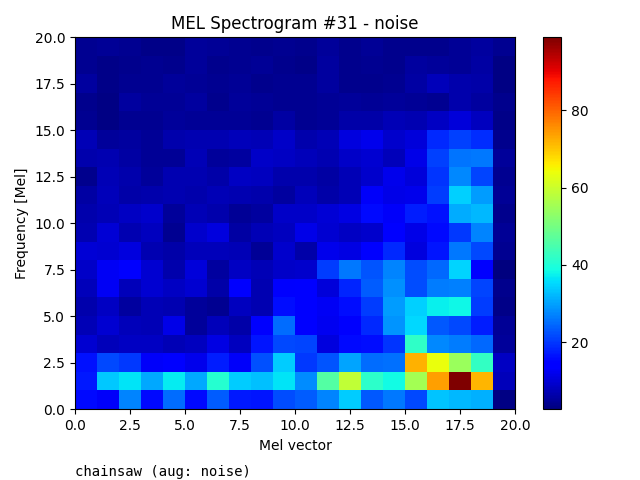 MEL Spectrogram #31 - noise
20.0
17.5
15.0
12.5
10.0
7.5
5.0
2.5
0.0
Frequency [Mel]
0.0 2.5 5.0 7.5 10.0 12.5 15.0 17.5 20.0
Mel vector
80
60
40
20
chainsaw (aug: noise)